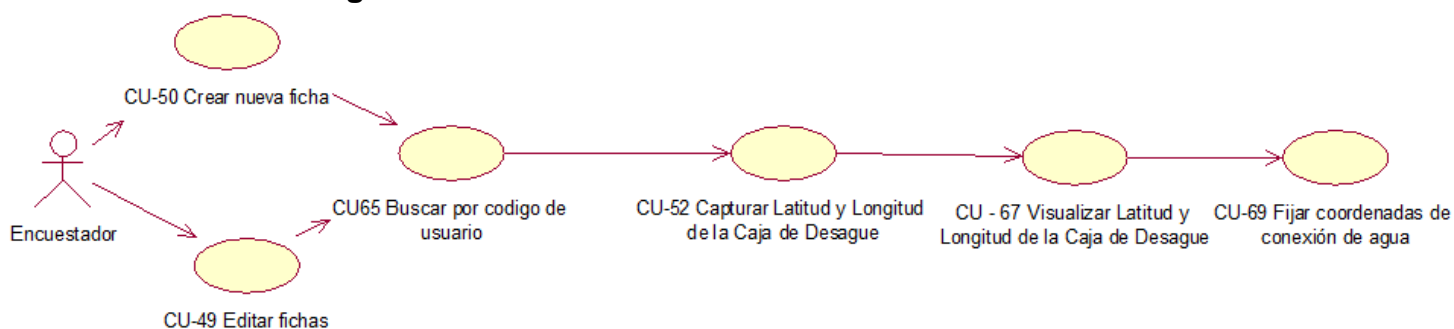 CU-50 Crear nueva ficha
Encuestador
CU65 Buscar por codigo de
usuario
CU-52 Capturar Latitud y Longitud
de la Caja de Desague
CU - 67 Visualizar Latitud y
Longitud de la Caja de Desague
CU-69 Fijar coordenadas de
conexión de agua
CU-49 Editar fichas